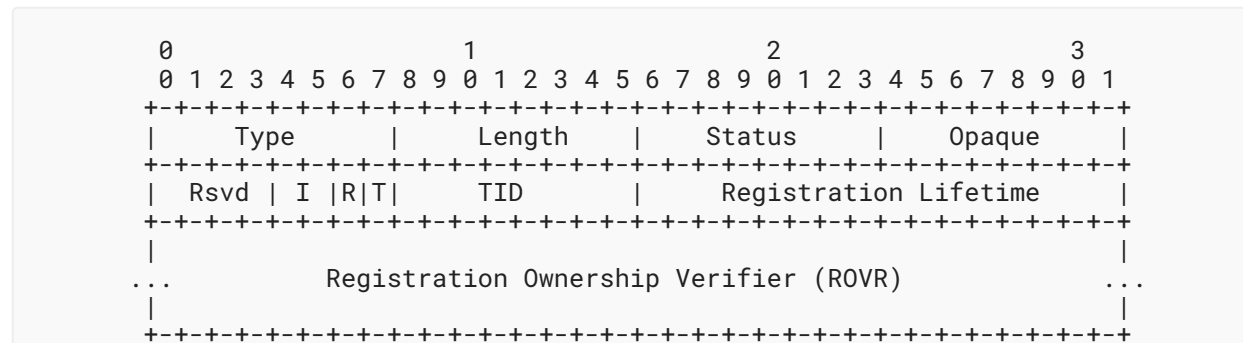 0                   1                   2                   3
 0 1 2 3 4 5 6 7 8 9 0 1 2 3 4 5 6 7 8 9 0 1 2 3 4 5 6 7 8 9 0 1
+-+-+-+-+-+-+-+-+-+-+-+-+-+-+-+-+-+-+-+-+-+-+-+-+-+-+-+-+-+-+-+-+
|     Type      |     Length    |    Status     |    Opaque     |
+-+-+-+-+-+-+-+-+-+-+-+-+-+-+-+-+-+-+-+-+-+-+-+-+-+-+-+-+-+-+-+-+
|  Rsvd | I |R|T|     TID       |     Registration Lifetime     |
+-+-+-+-+-+-+-+-+-+-+-+-+-+-+-+-+-+-+-+-+-+-+-+-+-+-+-+-+-+-+-+-+
|                                                               |
...          Registration Ownership Verifier (ROVR)             ...
|                                                               |
+-+-+-+-+-+-+-+-+-+-+-+-+-+-+-+-+-+-+-+-+-+-+-+-+-+-+-+-+-+-+-+-+